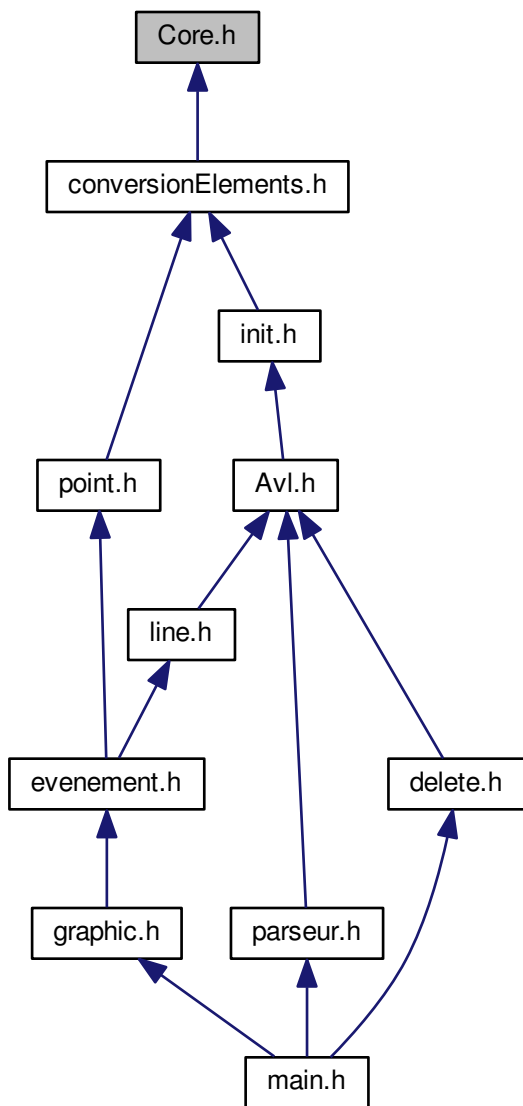 Core.h
conversionElements.h
init.h
point.h
Avl.h
line.h
evenement.h
delete.h
graphic.h
parseur.h
main.h